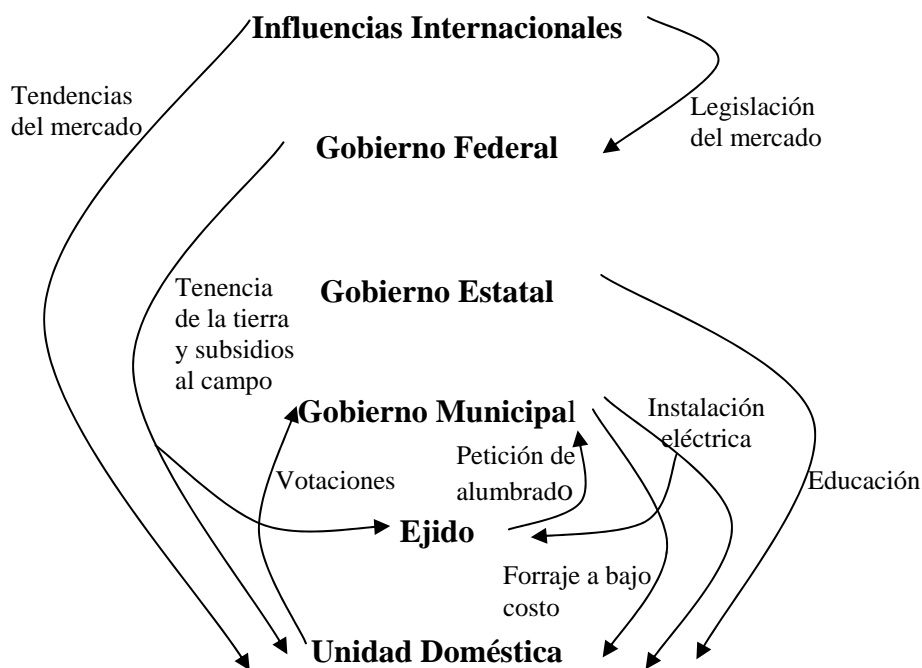 Influencias Internacionales
Tendencias
del mercado
Legislación
del mercado
Gobierno Federal
Tenencia
de la tierra
y subsidios
al campo
Gobierno Estatal
Gobierno Municipal
Instalación
eléctrica
Votaciones
Petición de
alumbrado
Educación
Ejido
Forraje a bajo
costo
Unidad Doméstica